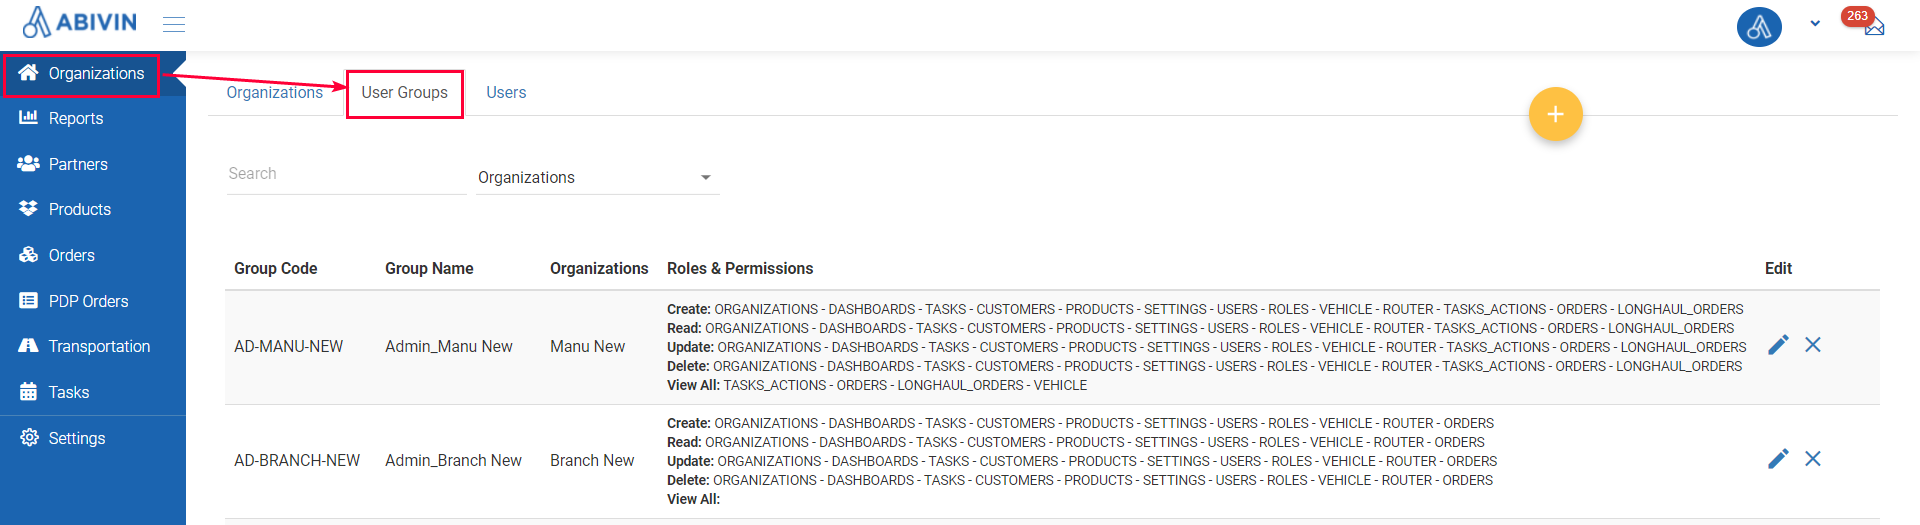 ABIVIN
263
Organizations
Reports
Partners
Products
Orders
PDP Orders
Transportation
Tasks
Settings
Organizations User Groups Users
+
Search Organizations
Group Code Group Name Organizations Roles & Permissions Edit
AD-MANU-NEW Admin_Manu New Manu New
Create: ORGANIZATIONS - DASHBOARDS - TASKS - CUSTOMERS - PRODUCTS - SETTINGS - USERS - ROLES - VEHICLE - ROUTER - TASKS_ACTIONS - ORDERS - LONGHAUL_ORDERS
Read: ORGANIZATIONS - DASHBOARDS - TASKS - CUSTOMERS - PRODUCTS - SETTINGS - USERS - ROLES - VEHICLE - ROUTER - TASKS_ACTIONS - ORDERS - LONGHAUL_ORDERS
Update: ORGANIZATIONS - DASHBOARDS - TASKS - CUSTOMERS - PRODUCTS - SETTINGS - USERS - ROLES - VEHICLE - ROUTER - TASKS_ACTIONS - ORDERS - LONGHAUL_ORDERS
Delete: ORGANIZATIONS - DASHBOARDS - TASKS - CUSTOMERS - PRODUCTS - SETTINGS - USERS - ROLES - VEHICLE - ROUTER - TASKS_ACTIONS - ORDERS - LONGHAUL_ORDERS
View All: TASKS_ACTIONS - ORDERS - LONGHAUL_ORDERS - VEHICLE
AD-BRANCH-NEW Admin_Branch New Branch New
Create: ORGANIZATIONS - DASHBOARDS - TASKS - CUSTOMERS - PRODUCTS - SETTINGS - USERS - ROLES - VEHICLE - ROUTER - ORDERS
Read: ORGANIZATIONS - DASHBOARDS - TASKS - CUSTOMERS - PRODUCTS - SETTINGS - USERS - ROLES - VEHICLE - ROUTER - ORDERS
Update: ORGANIZATIONS - DASHBOARDS - TASKS - CUSTOMERS - PRODUCTS - SETTINGS - USERS - ROLES - VEHICLE - ROUTER - ORDERS
Delete: ORGANIZATIONS - DASHBOARDS - TASKS - CUSTOMERS - PRODUCTS - SETTINGS - USERS - ROLES - VEHICLE - ROUTER - ORDERS
View All: